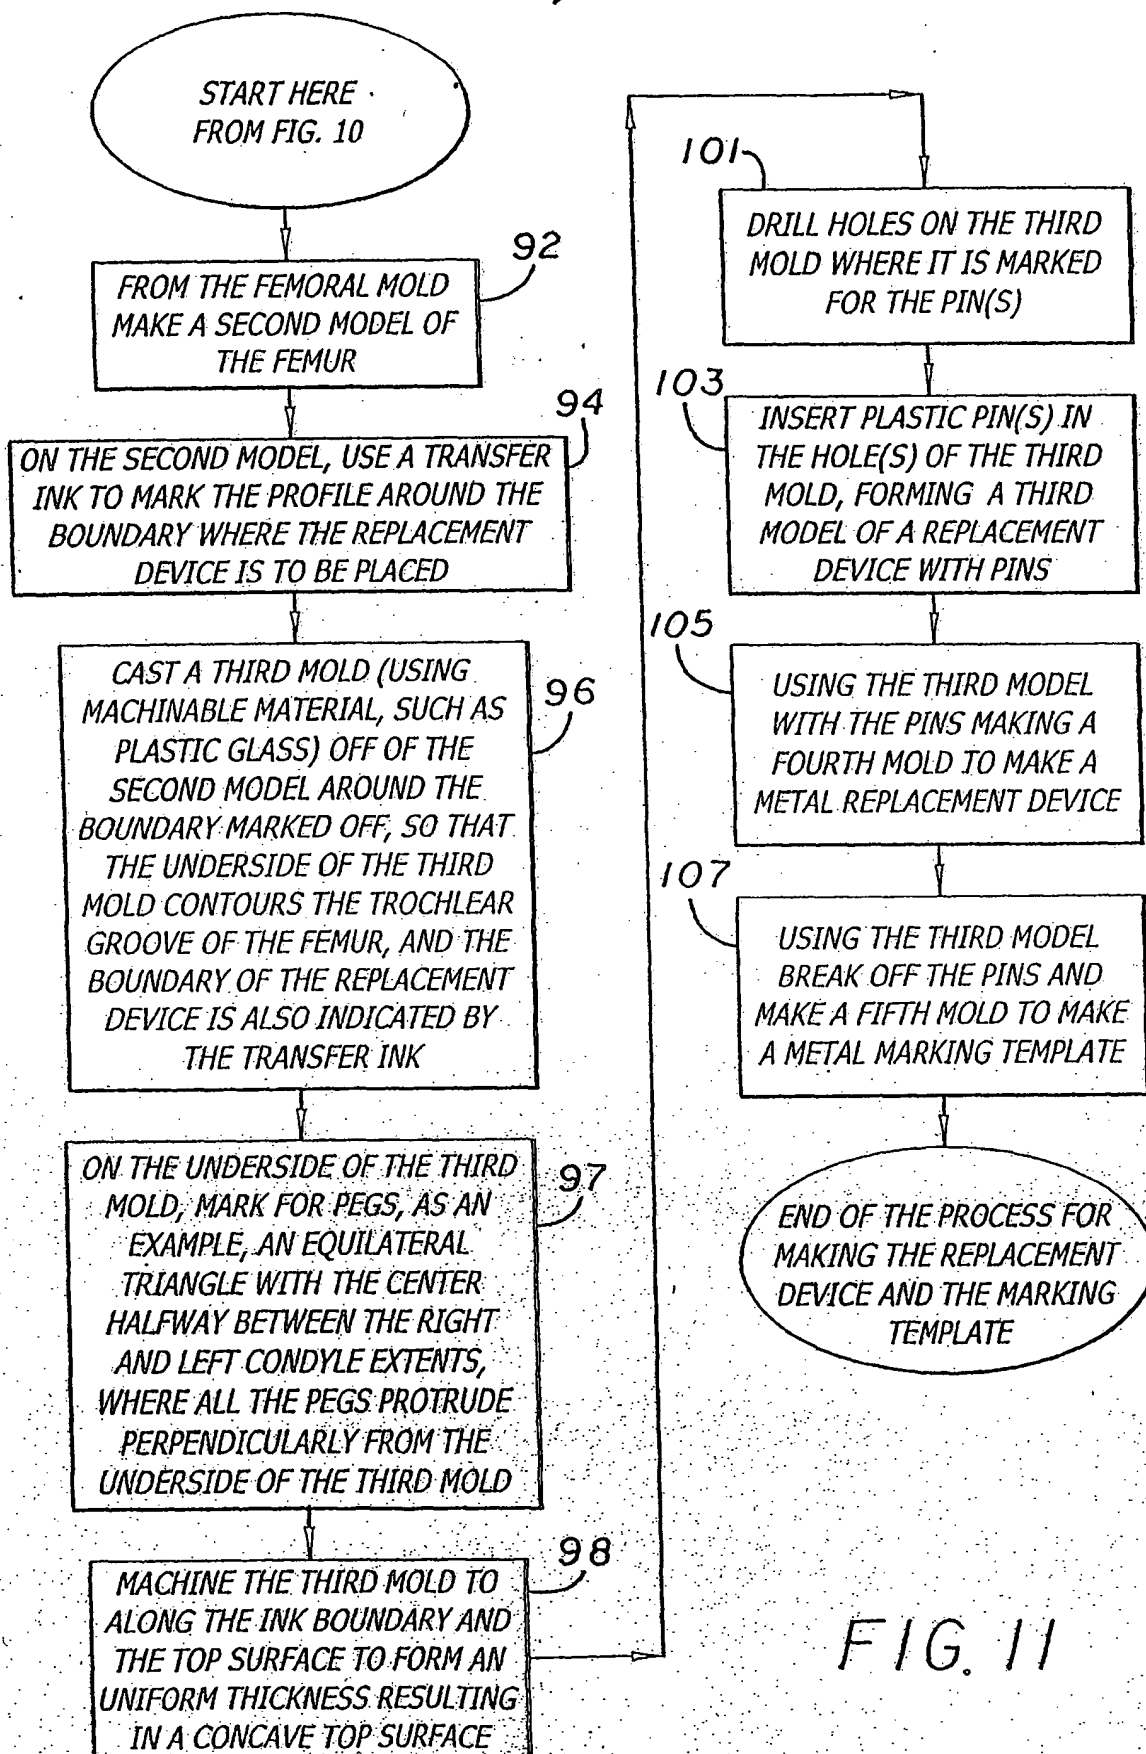 START HERE
FROM FIG. 10
92
FROM THE FEMORAL MOLD
MAKE A SECOND MODEL OF
THE FEMUR
94
ON THE SECOND MODEL, USE A TRANSFER
INK TO MARK THE PROFILE AROUND THE
BOUNDARY WHERE THE REPLACEMENT
DEVICE IS TO BE PLACED
96
CAST A THIRD MOLD (USING
MACHINABLE MATERIAL, SUCH AS
PLASTIC GLASS) OFF OF THE
SECOND MODEL AROUND THE
BOUNDARY MARKED OFF, SO THAT
THE UNDERSIDE OF THE THIRD
MOLD CONTOURS THE TROCHLEAR
GROOVE OF THE FEMUR, AND THE
BOUNDARY OF THE REPLACEMENT
DEVICE IS ALSO INDICATED BY
THE TRANSFER INK
97
ON THE UNDERSIDE OF THE THIRD
MOLD, MARK FOR PEGS, AS AN
EXAMPLE, AN EQUILATERAL
TRIANGLE WITH THE CENTER
HALFWAY BETWEEN THE RIGHT
AND LEFT CONDYLE EXTENTS,
WHERE ALL THE PEGS PROTRUDE
PERPENDICULARLY FROM THE
UNDERSIDE OF THE THIRD MOLD
98
MACHINE THE THIRD MOLD TO
ALONG THE INK BOUNDARY AND
THE TOP SURFACE TO FORM AN
UNIFORM THICKNESS RESULTING
IN A CONCAVE TOP SURFACE
101
DRILL HOLES ON THE THIRD
MOLD WHERE IT IS MARKED
FOR THE PIN(S)
103
INSERT PLASTIC PIN(S) IN
THE HOLE(S) OF THE THIRD
MOLD, FORMING A THIRD
MODEL OF A REPLACEMENT
DEVICE WITH PINS
105
USING THE THIRD MODEL
WITH THE PINS MAKING A
FOURTH MOLD TO MAKE A
METAL REPLACEMENT DEVICE
107
USING THE THIRD MODEL
BREAK OFF THE PINS AND
MAKE A FIFTH MOLD TO MAKE
A METAL MARKING TEMPLATE
END OF THE PROCESS FOR
MAKING THE REPLACEMENT
DEVICE AND THE MARKING
TEMPLATE
FIG. 11